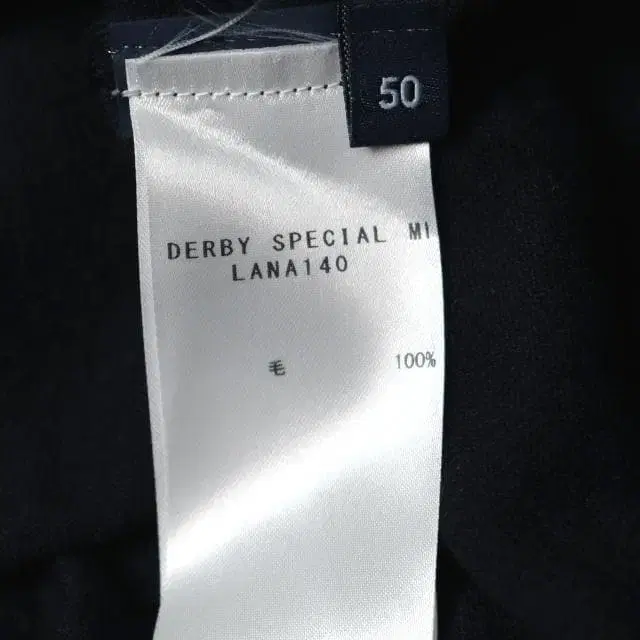 50
DERBY SPECIAL MI
LANA140
毛 100%